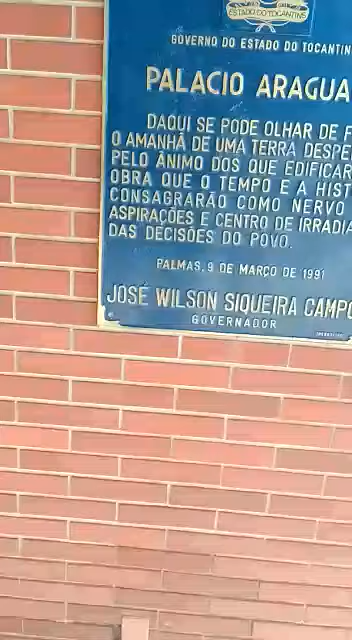 ESTADO DO TOCANTINS
GOVERNO DO ESTADO DO TOCANTIN
PALACIO ARAGUA
DAQUI SE PODE OLHAR DE F
O AMANHÃ DE UMA TERRA DESPE
PELO ÂNIMO DOS QUE EDIFICAR
OBRA QUE O TEMPO E A HIST
CONSAGRARÃO COMO NERVO
ASPIRAÇÕES E CENTRO DE IRRADIA
DAS DECISÕES DO POVO.
PALMAS, 9 DE MARÇO DE 1991
JOSÉ WILSON SIQUEIRA CAMPO
GOVERNADOR